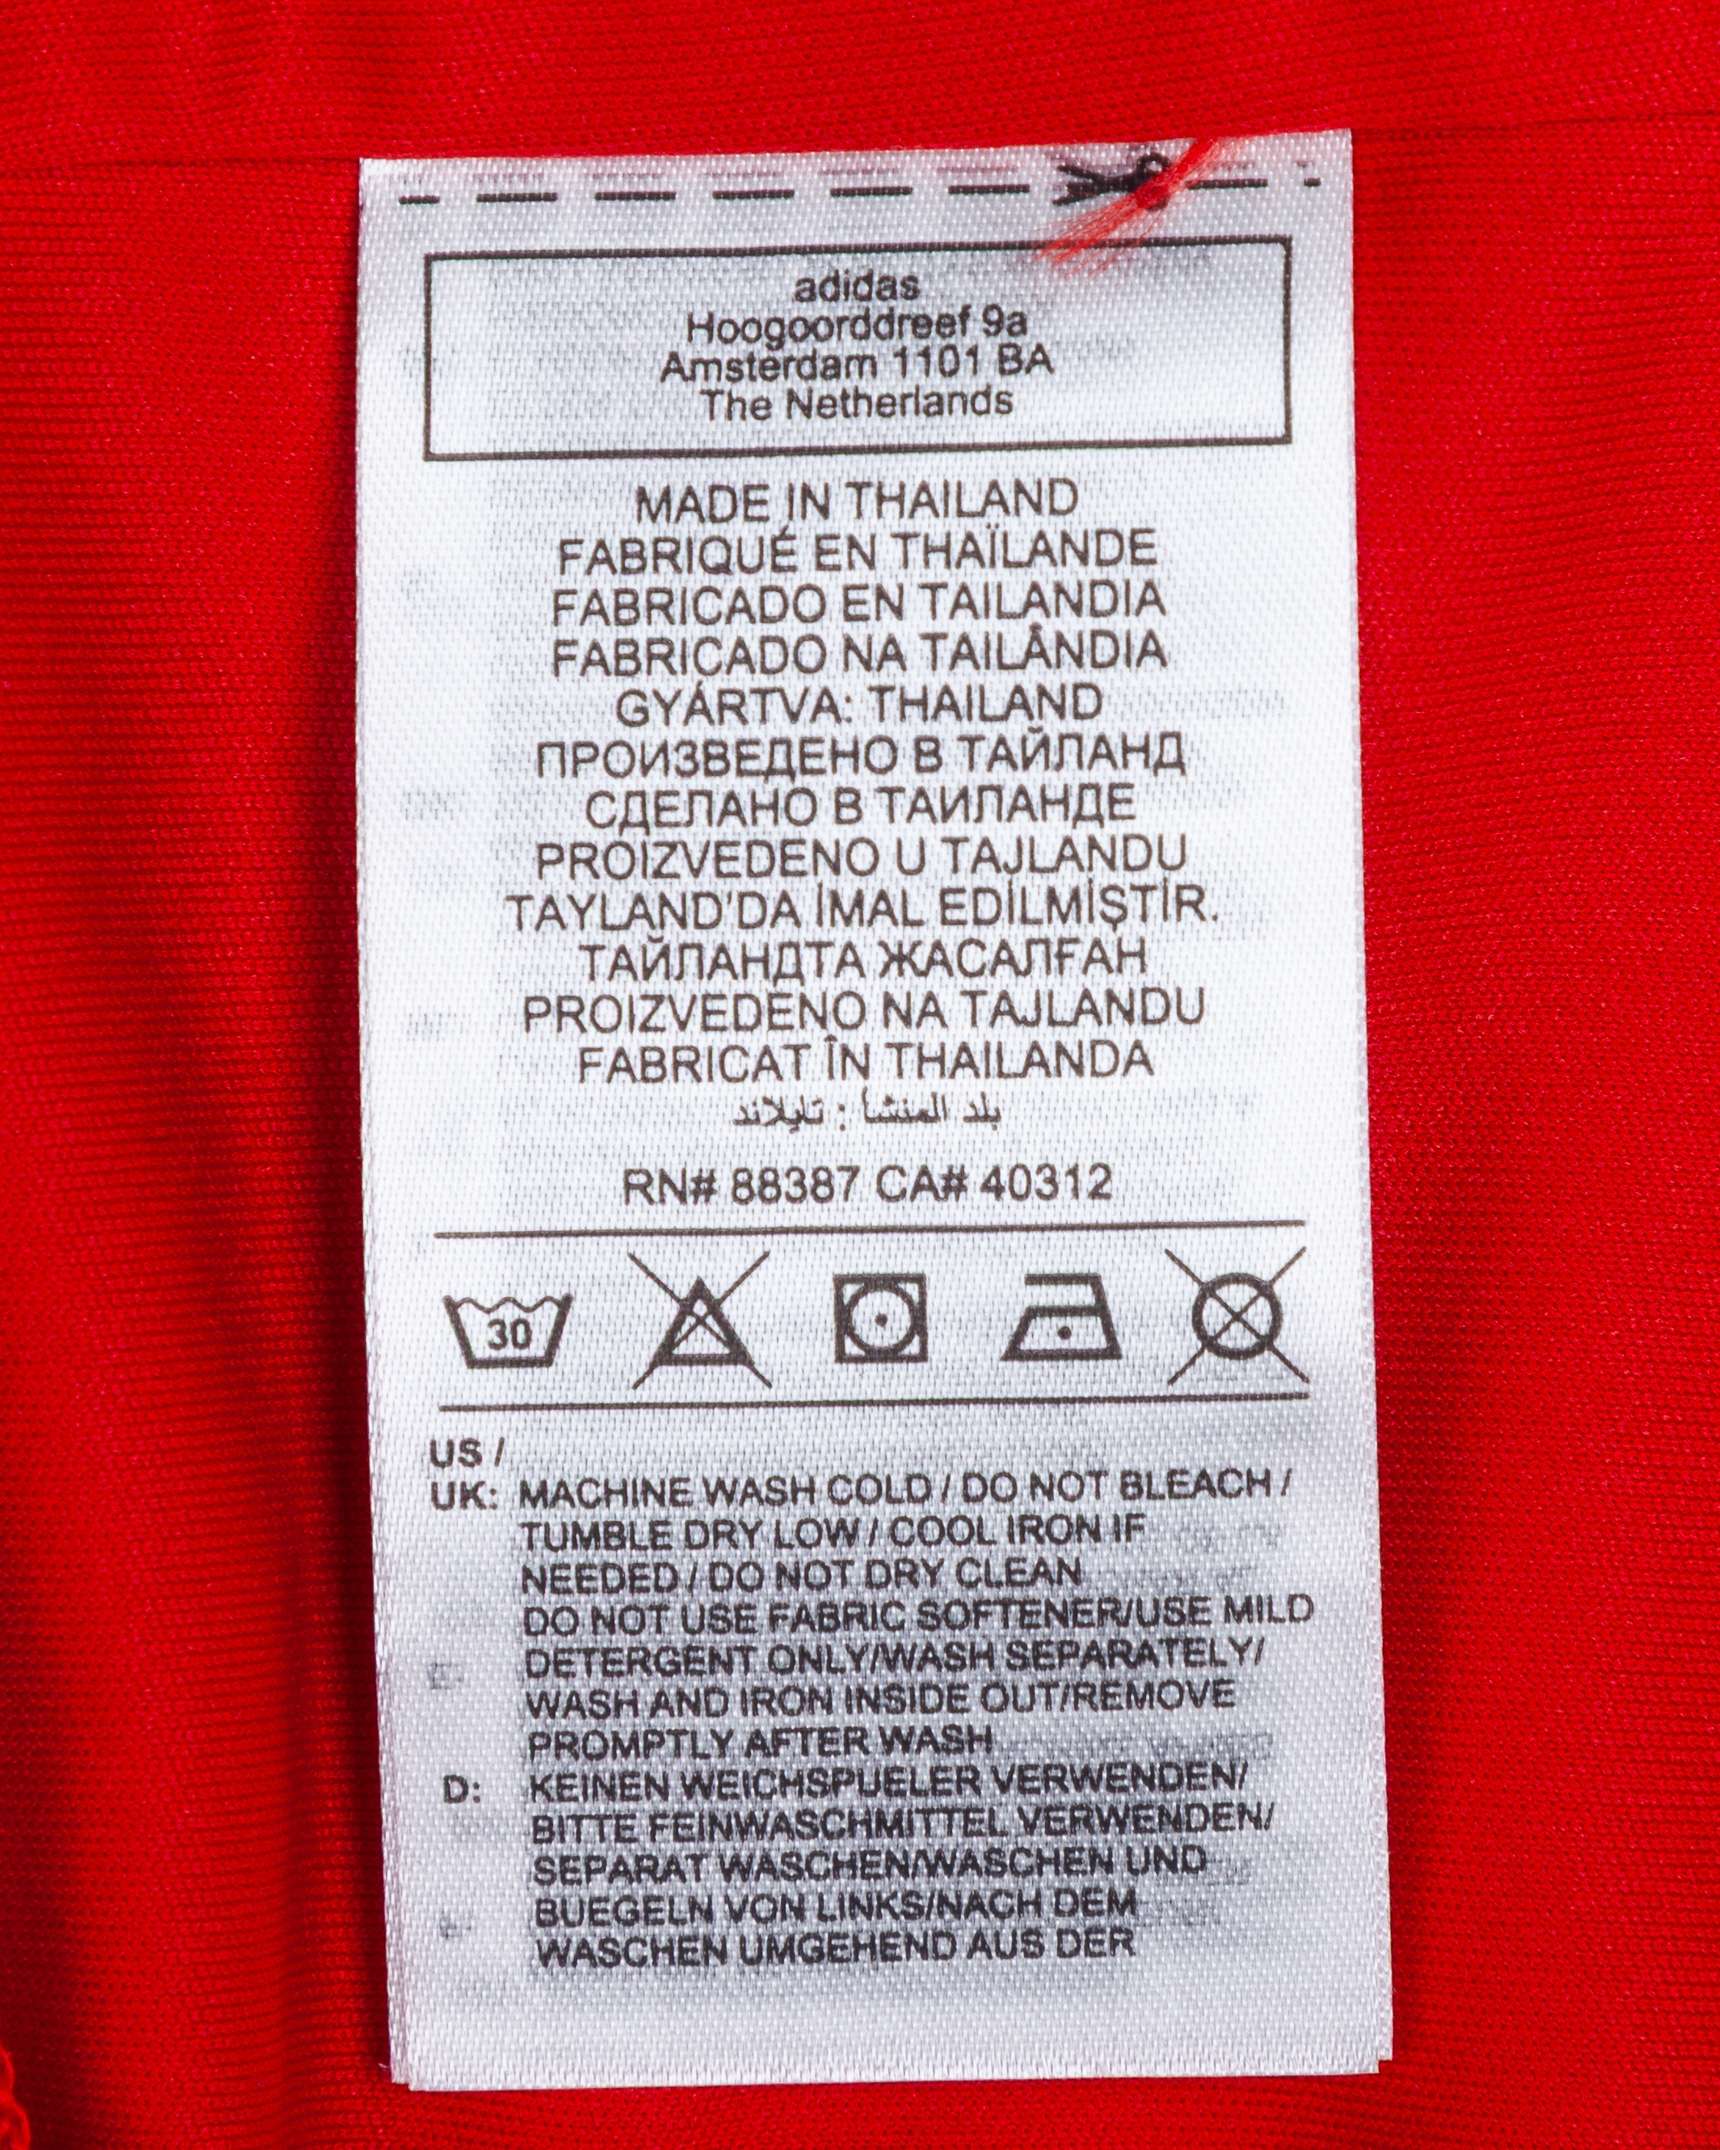 adidas
Hoogoorddreef 9a
Amsterdam 1101 BA
The Netherlands
MADE IN THAILAND
FABRIQUÉ EN THAÏLANDE
FABRICADO EN TAILANDIA
FABRICADO NA TAILÂNDIA
GYÁRTVA: THAILAND
ПРОИЗВЕДЕНО В ТАЙЛАНД
СДЕЛАНО В ТАИЛАНДЕ
PROIZVEDENO U TAJLANDU
TAYLAND'DA İMAL EDİLMİŞTİR.
ТАЙЛАНДТА ЖАСАЛҒАН
PROIZVEDENO NA TAJLANDU
FABRICAT ÎN THAILANDA
بلد المنشأ : تايلاند
RN# 88387 CA# 40312
30
US /
UK: MACHINE WASH COLD / DO NOT BLEACH /
TUMBLE DRY LOW / COOL IRON IF
NEEDED / DO NOT DRY CLEAN
DO NOT USE FABRIC SOFTENER/USE MILD
DETERGENT ONLY/WASH SEPARATELY/
WASH AND IRON INSIDE OUT/REMOVE
PROMPTLY AFTER WASH
D: KEINEN WEICHSPUELER VERWENDEN/
BITTE FEINWASCHMITTEL VERWENDEN/
SEPARAT WASCHEN/WASCHEN UND
BUEGELN VON LINKS/NACH DEM
WASCHEN UMGEHEND AUS DER